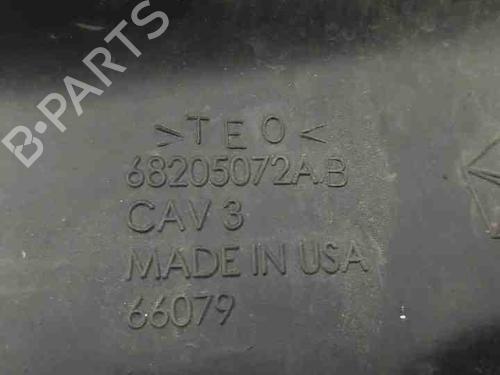 B-PARTS
>TEO<
68205072AB
CAV 3
MADE IN USA
66079